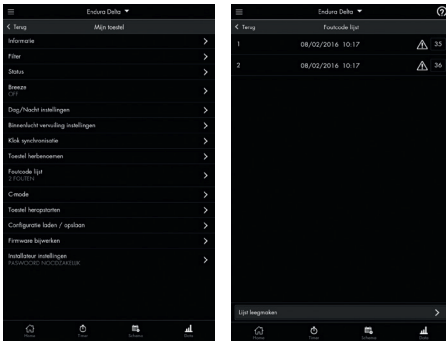 Endura Delta
Terug
Mijn toestel
Informatie
Filter
Status
Breeze
OFF
Dag/Nacht instellingen
Binnenlucht vervuiling instellingen
Klok synchronisatie
Toestel herbenoemen
Foutcode lijst
2 FOUTEN
C-mode
Toestel heropstarten
Configuratie laden / opslaan
Firmware bijwerken
Installateur instellingen
PASWOORD NOODZAKELIJK
Home
Timer
Schema
Data
Endura Delta
Terug
Foutcode lijst
1 08/02/2016 10:17 35
2 08/02/2016 10:17 36
Lijst leegmaken
Home
Timer
Schema
Data